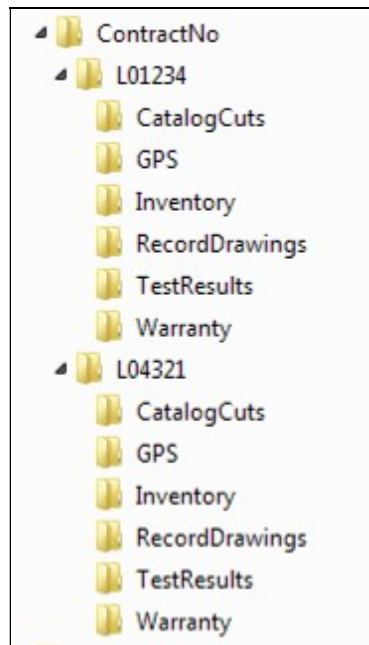 ContractNo
L01234
CatalogCuts
GPS
Inventory
RecordDrawings
TestResults
Warranty
L04321
CatalogCuts
GPS
Inventory
RecordDrawings
TestResults
Warranty